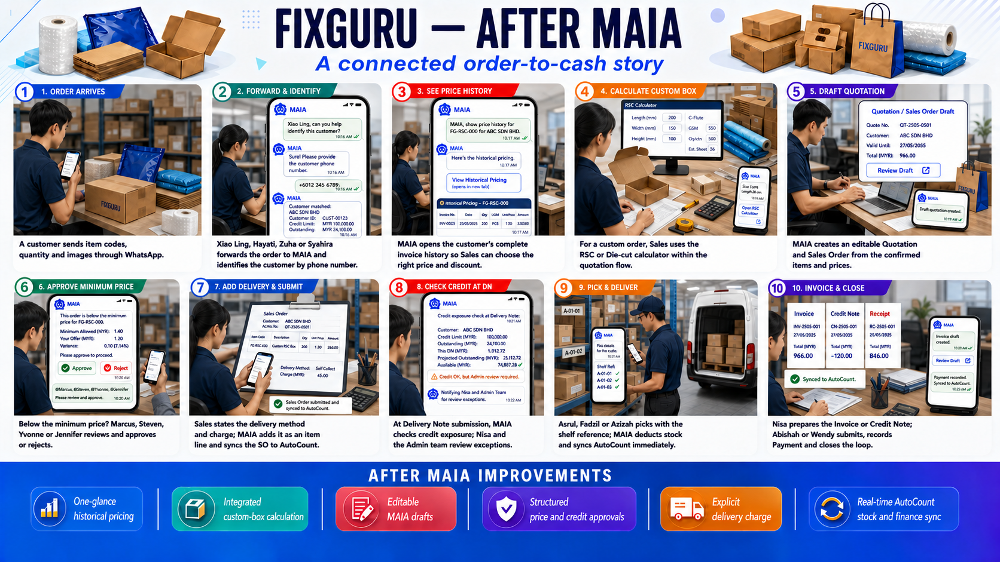 FIXGURU — AFTER MAIA
A connected order-to-cash story
FIXGURU
1
1. ORDER ARRIVES
FIXGURU
A customer sends item codes,
quantity and images through WhatsApp.
2
2. FORWARD & IDENTIFY
MAIA
Xiao Ling, can you help
identify this customer?
10:16 AM
MAIA
Sure! Please provide
the customer phone
number.
10:16 AM
+6012 345 6789.
10:16 AM
MAIA
Customer matched:
ABC SDN BHD
Customer ID: CUST-00123
Credit Limit: MYR 100,000.00
Outstanding: MYR 24,100.00
10:16 AM
Xiao Ling, Hayati, Zuha or Syahira
forwards the order to MAIA and
identifies the customer by phone number.
3
3. SEE PRICE HISTORY
MAIA
MAIA, show price history for
FG-RSC-000 for ABC SDN BHD.
10.17 AM
MAIA
Here's the historical pricing.
10:17 AM
View Historical Pricing
(opens in new tab)
Historical Pricing – FG-RSC-000
Invoice No. Date Qty UOM Unit Price Amount
23/05/2025 200 PCS 1.50
10.17 AM
MAIA opens the customer's complete
invoice history so Sales can choose the
right price and discount.
4
4. CALCULATE CUSTOM BOX
RSC Calculator
Length (mm) 200 C-Flute
Width (mm) 150 GSM 550
Height (mm) 100 500
Est. Sheet 36
MAIA
Length 20 cm
Open RSC
Calculator
For a custom order, Sales uses the
RSC or Die-cut calculator within the
quotation flow.
5
5. DRAFT QUOTATION
Quotation / Sales Order Draft
Quote No. QT-2505-0501
Customer: ABC SDN BHD
Valid Until: 27/05/2055
Total (MYR): 966.00
Review Draft
FIXGURU
MAIA
Draft quotation created.
10:19 AM
MAIA creates an editable Quotation
and Sales Order from the confirmed
items and prices.
6
6. APPROVE MINIMUM PRICE
MAIA
This order is below the minimum
price for FG-RSC-000.
Minimum Allowed (MYR): 1.40
Your Offer (MYR): 1.20
Variance: 0.10 (7.14%)
Please approve to proceed.
Approve
Reject
10:20 AM
@Marcus, @Steven, @Yvonne, @Jennifer
Please review and approve.
10:20 AM
Below the minimum price? Marcus, Steven,
Yvonne or Jennifer reviews and approves
or rejects.
7
7. ADD DELIVERY & SUBMIT
Sales Order
Customer: ABC SDN BHD
QT-2505-0501
Item Code Description Qty Unit Price Amount
FG-RSC-000 Custom RSC Box 200 1.30 266.00
Delivery Method: Self Collect
Charge (MYR): 45.00
Sales Order submitted and
synced to AutoCount.
Sales states the delivery method
and charge; MAIA adds it as an item
line and syncs the SO to AutoCount.
8
8. CHECK CREDIT AT DN
MAIA
Credit exposure check at Delivery Note:
10:21 AM
Customer: ABC SDN BHD
Credit Limit (MYR): 100,000,00
Outstanding (MYR): 24,100.00
This DN (MYR): 1,012.72
Projected Outstanding (MYR): 25,112.72
Available (MYR): 74,887,28
Credit OK, but Admin review required.
Notifying Nisa and Admin Team
for review exceptions.
10:22 AM
At Delivery Note submission, MAIA
checks credit exposure; Nisa and
the Admin team review exceptions.
9
9. PICK & DELIVER
A-01-01
A-01-02
MAIA
Shelf Ref:
A-01-01
A-01-02
A-01-03
Asrul, Fadzil or Azizah picks with the
shelf reference; MAIA deducts stock
and syncs AutoCount immediately.
10
10. INVOICE & CLOSE
Invoice
INV-2505-001
27/05/2025
Total (MYR)
966.00
Credit Note
CN-2505-001
27/05/2025
Total (MYR)
-120.00
Receipt
RC-2505-001
25/05/2025
Total (MYR)
846.00
Synced to AutoCount.
MAIA
Invoice draft
created.
Review Draft
Payment recorded.
Synced to AutoCount.
Nisa prepares the Invoice or Credit Note;
Abishah or Wendy submits, records
Payment and closes the loop.
AFTER MAIA IMPROVEMENTS
One-glance
historical pricing
Integrated
custom-box calculation
Editable
MAIA drafts
Structured
price and credit approvals
Explicit
delivery charge
Real-time AutoCount
stock and finance sync